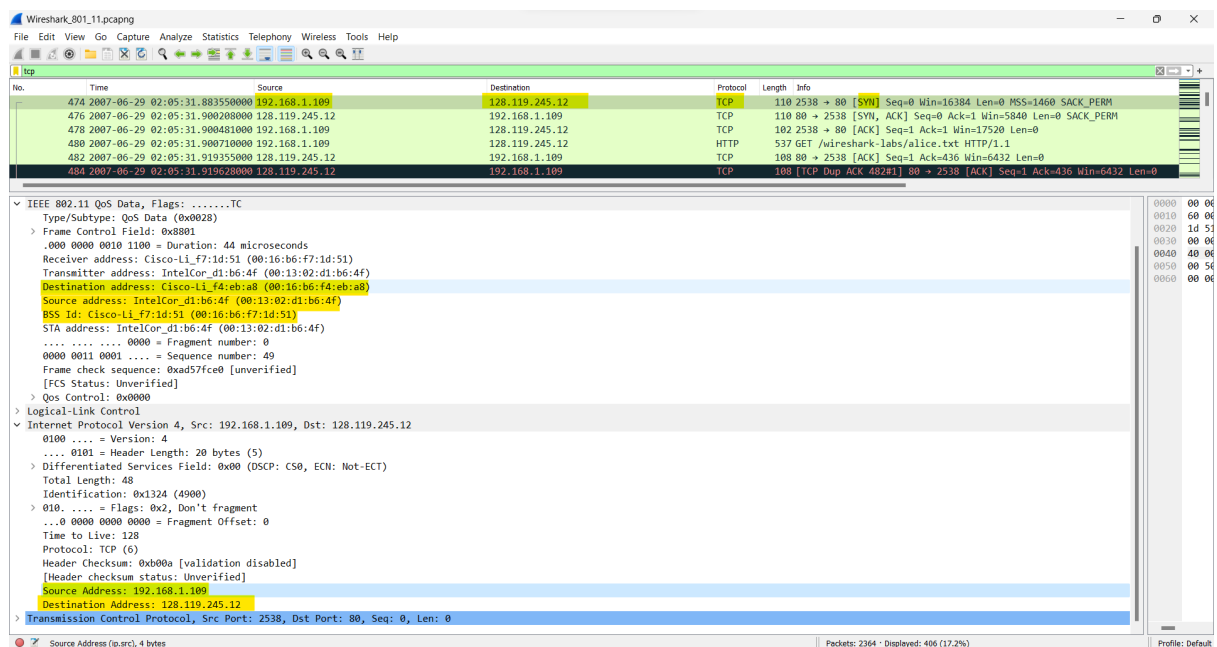 Wireshark_801_11.pcapng
File Edit View Go Capture Analyze Statistics Telephony Wireless Tools Help
tcp
No. Time Source Destination Protocol Length Info
474 2007-06-29 02:05:31.883550000 192.168.1.109 128.119.245.12 TCP 110 2538 → 80 [SYN] Seq=0 Win=16384 Len=0 MSS=1460 SACK_PERM
476 2007-06-29 02:05:31.900208000 128.119.245.12 192.168.1.109 TCP 110 80 → 2538 [SYN, ACK] Seq=0 Ack=1 Win=5840 Len=0 SACK_PERM
478 2007-06-29 02:05:31.900481000 192.168.1.109 128.119.245.12 TCP 102 2538 → 80 [ACK] Seq=1 Ack=1 Win=17520 Len=0
480 2007-06-29 02:05:31.900710000 192.168.1.109 128.119.245.12 HTTP 537 GET /wireshark-labs/alice.txt HTTP/1.1
482 2007-06-29 02:05:31.919355000 128.119.245.12 192.168.1.109 TCP 108 80 → 2538 [ACK] Seq=1 Ack=436 Win=6432 Len=0
484 2007-06-29 02:05:31.919628000 128.119.245.12 192.168.1.109 TCP 108 [TCP Dup ACK 482#1] 80 → 2538 [ACK] Seq=1 Ack=436 Win=6432 Len=0
IEEE 802.11 QoS Data, Flags: .......TC
Type/Subtype: QoS Data (0x0028)
Frame Control Field: 0x8801
.000 0000 0010 1100 = Duration: 44 microseconds
Receiver address: Cisco-Li_f7:1d:51 (00:16:b6:f7:1d:51)
Transmitter address: IntelCor_d1:b6:4f (00:13:02:d1:b6:4f)
Destination address: Cisco-Li_f4:eb:a8 (00:16:b6:f4:eb:a8)
Source address: IntelCor_d1:b6:4f (00:13:02:d1:b6:4f)
BSS Id: Cisco-Li_f7:1d:51 (00:16:b6:f7:1d:51)
STA address: IntelCor_d1:b6:4f (00:13:02:d1:b6:4f)
.... .... .... 0000 = Fragment number: 0
0000 0011 0001 .... = Sequence number: 49
Frame check sequence: 0xad57fce0 [unverified]
[FCS Status: Unverified]
Qos Control: 0x0000
Logical-Link Control
Internet Protocol Version 4, Src: 192.168.1.109, Dst: 128.119.245.12
0100 .... = Version: 4
.... 0101 = Header Length: 20 bytes (5)
Differentiated Services Field: 0x00 (DSCP: CS0, ECN: Not-ECT)
Total Length: 48
Identification: 0x1324 (4900)
010. .... = Flags: 0x2, Don't fragment
...0 0000 0000 0000 = Fragment Offset: 0
Time to Live: 128
Protocol: TCP (6)
Header Checksum: 0xb00a [validation disabled]
[Header checksum status: Unverified]
Source Address: 192.168.1.109
Destination Address: 128.119.245.12
Transmission Control Protocol, Src Port: 2538, Dst Port: 80, Seq: 0, Len: 0
0000 00 00
0010 60 00
0020 1d 51
0030 00 00
0040 40 00
0050 00 50
0060 00 00
Source Address (ip.src), 4 bytes
Packets: 2364 · Displayed: 406 (17.2%)
Profile: Default